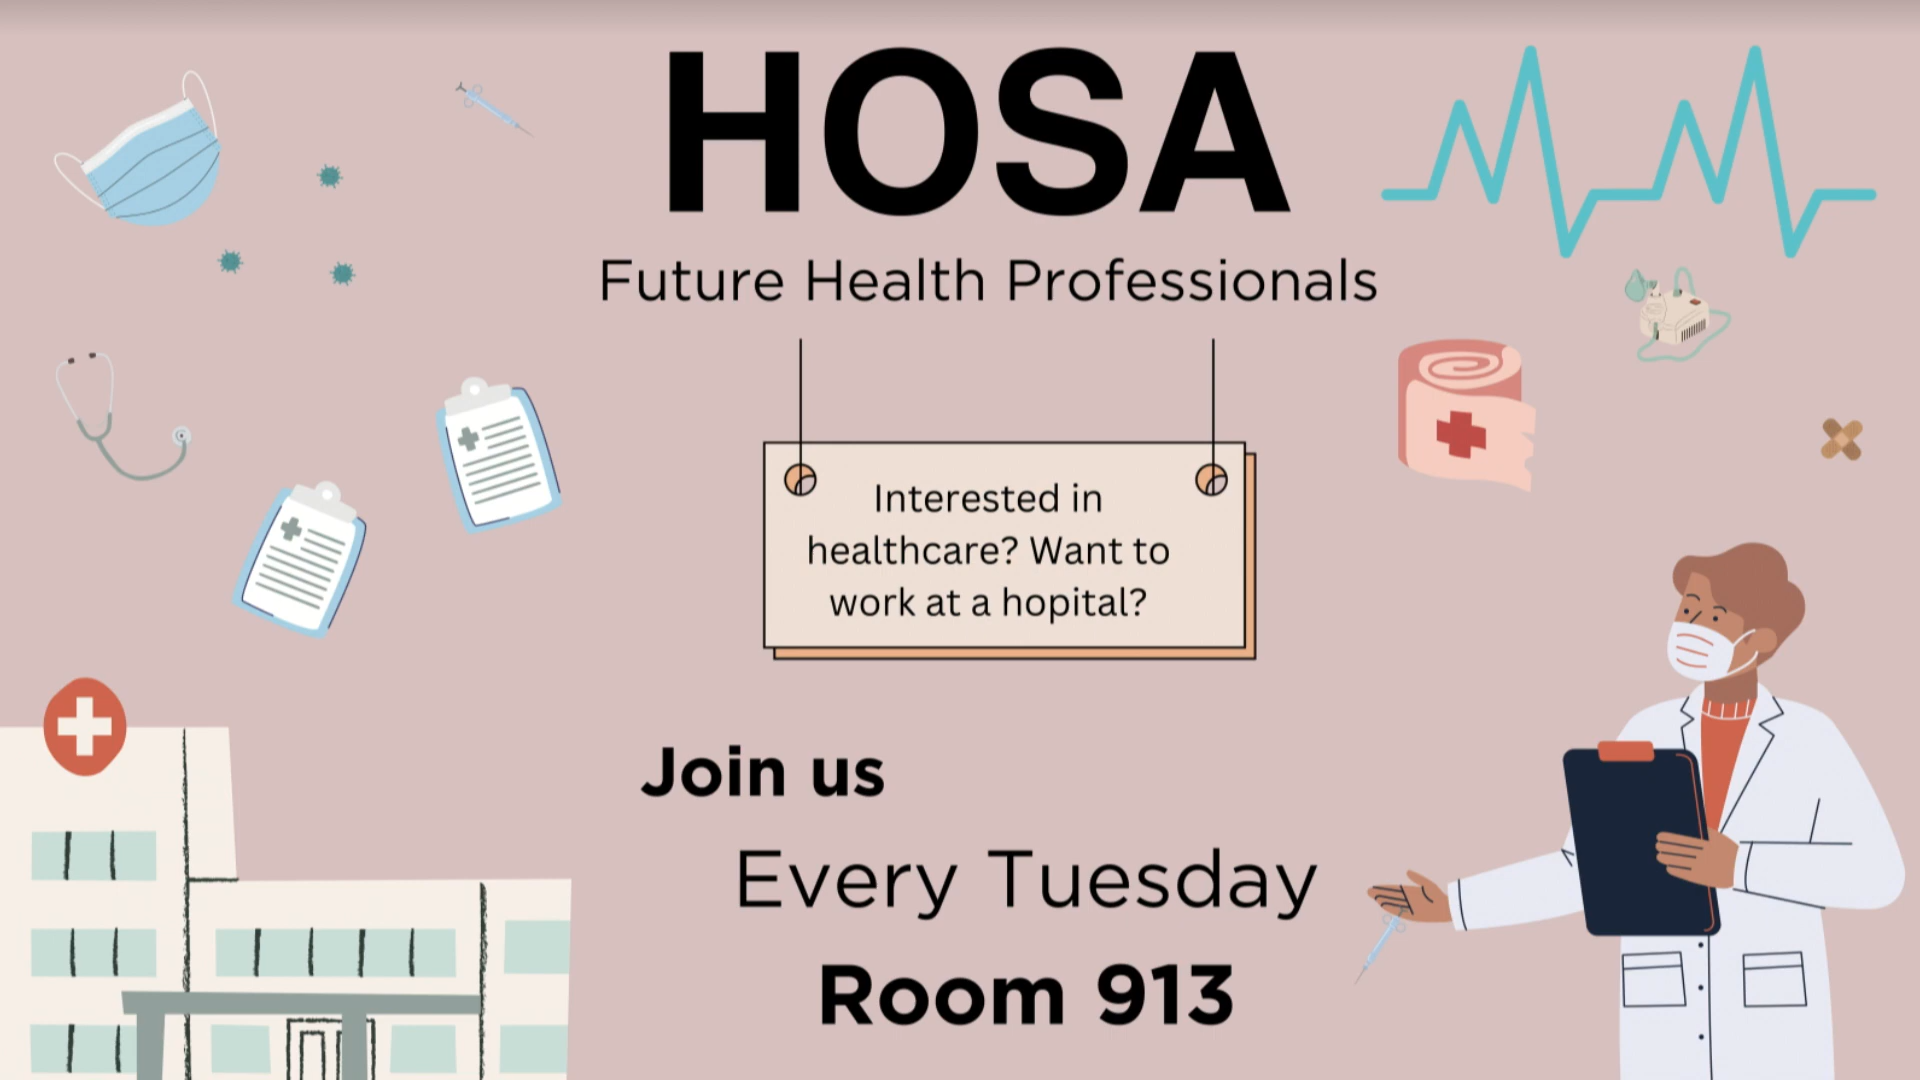 HOSA
Future Health Professionals
Interested in
healthcare? Want to
work at a hopital?
Join us
Every Tuesday
Room 913